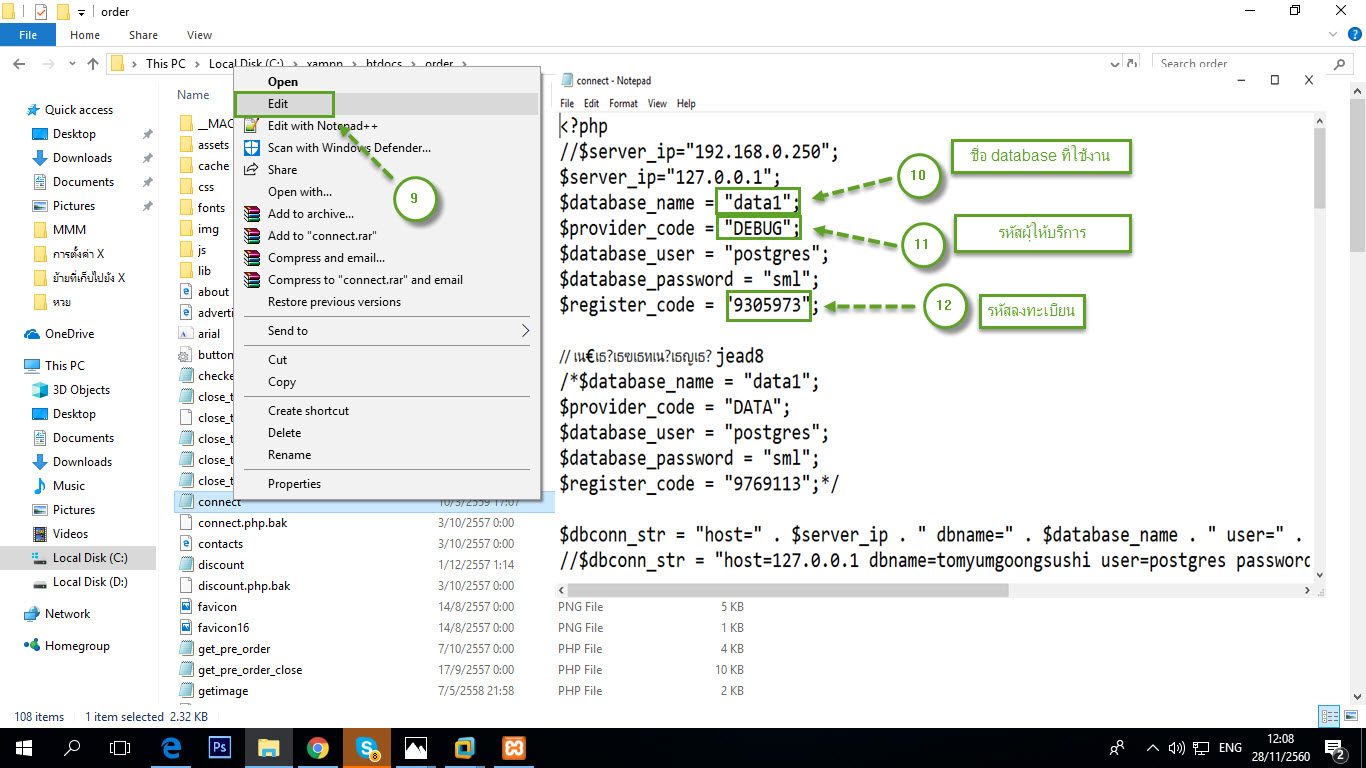 order
File
Home
Share
View
This PC
Local Disk (C:)
xampp
htdocs
order
Search order
Quick access
Desktop
Downloads
Documents
Pictures
MMM
การตั้งค่า X
ย้ายที่เก็บไปยัง X
หวย
OneDrive
This PC
3D Objects
Desktop
Documents
Downloads
Music
Pictures
Videos
Local Disk (C:)
Local Disk (D:)
Network
Homegroup
Name
__MAC
assets
cache
css
fonts
img
js
lib
about
adverti
arial
button
checke
close_t
close_t
close_t
close_t
close_t
connect 10/3/2559 17:07
connect.php.bak 3/10/2557 0:00
contacts 3/10/2557 0:00
discount 1/12/2557 1:14
discount.php.bak 3/10/2557 0:00
favicon 14/8/2557 0:00 PNG File 5 KB
favicon16 14/8/2557 0:00 PNG File 1 KB
get_pre_order 7/10/2557 0:00 PHP File 4 KB
get_pre_order_close 17/9/2557 0:00 PHP File 10 KB
getimage 7/5/2558 21:58 PHP File 2 KB
Open
Edit
Edit with Notepad++
Scan with Windows Defender...
Share
Open with...
Add to archive...
Add to "connect.rar"
Compress and email...
Compress to "connect.rar" and email
Restore previous versions
Send to
Cut
Copy
Create shortcut
Delete
Rename
Properties
9
connect - Notepad
File Edit Format View Help
<?php
//$server_ip="192.168.0.250";
$server_ip="127.0.0.1";
$database_name = "data1";
$provider_code = "DEBUG";
$database_user = "postgres";
$database_password = "sml";
$register_code = "9305973";
// เน€เธ?เธฃเธทเน?เธญเธ? jead8
/*$database_name = "data1";
$provider_code = "DATA";
$database_user = "postgres";
$database_password = "sml";
$register_code = "9769113";*/
$dbconn_str = "host=" . $server_ip . " dbname=" . $database_name . " user=" .
//$dbconn_str = "host=127.0.0.1 dbname=tomyumgoongsushi user=postgres password
10
ชื่อ database ที่ใช้งาน
11
รหัสผู้ให้บริการ
12
รหัสลงทะเบียน
108 items
1 item selected 2.32 KB
8
ENG
12:08
28/11/2560
2